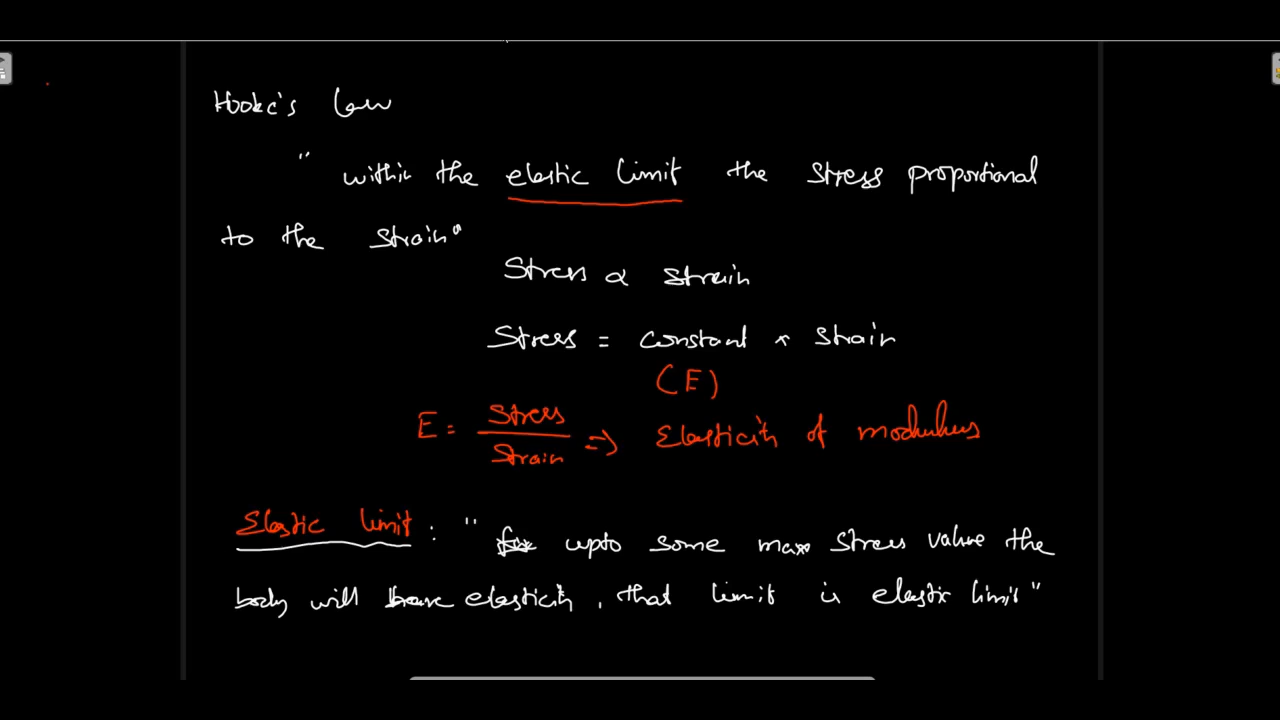 Hooke's law
" within the elastic limit the stress proportional
to the strain"
Stress ∝ strain
Stress = constant × strain
(E)
E = Stress / Strain => Elasticity of modulus
Elastic limit : " upto some max stress value the
body will have elasticity, that limit is elastic limit"